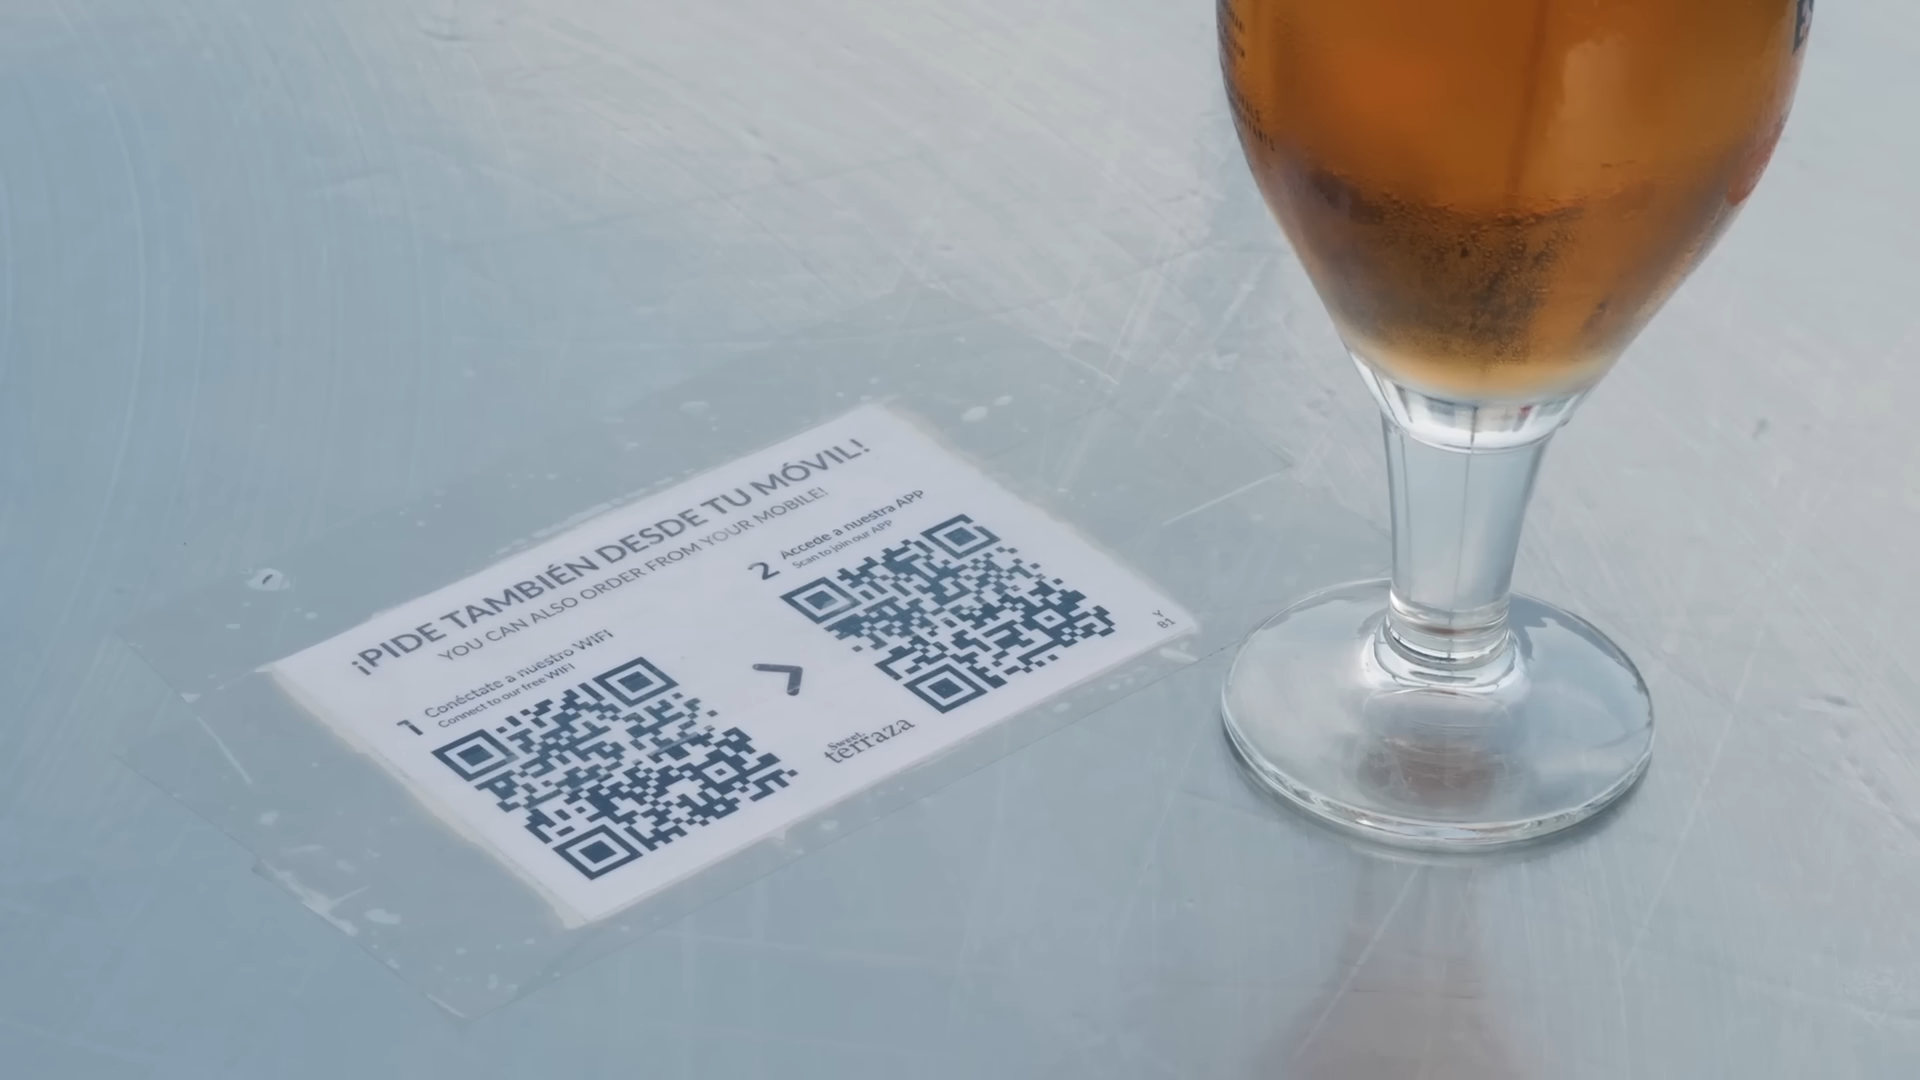 ¡PIDE TAMBIÉN DESDE TU MÓVIL!
YOU CAN ALSO ORDER FROM YOUR MOBILE!
1 Conéctate a nuestro WIFI
Connect to our free WIFI
2 Accede a nuestra APP
Scan to join our APP
>
Sweet.
terraza
Y
81